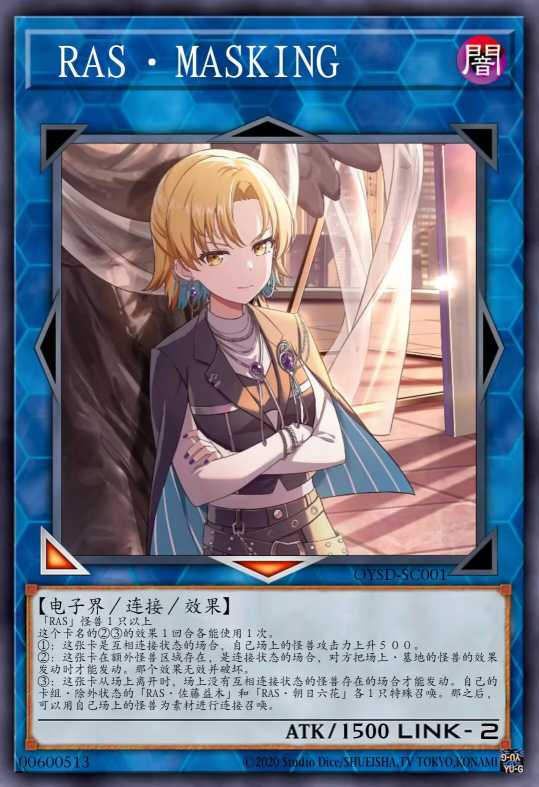 RAS・MASKING
闇
OYSD-SC001
【电子界／连接／效果】
「RAS」怪兽１只以上
这个卡名的②③的效果１回合各能使用１次。
①：这张卡是互相连接状态的场合，自己场上的怪兽攻击力上升５００。
②：这张卡在额外怪兽区域存在，是连接状态的场合，对方把场上・墓地的怪兽的效果
发动时才能发动。那个效果无效并破坏。
③：这张卡从场上离开时，场上没有互相连接状态的怪兽存在的场合才能发动。自己的
卡组・除外状态的「RAS・佐藤益木」和「RAS・朝日六花」各１只特殊召唤。那之后，
可以用自己场上的怪兽为素材进行连接召唤。
ATK/1500 LINK-2
00600513 ©2020 Studio Dice/SHUEISHA,TV TOKYO,KONAMI
YU-G